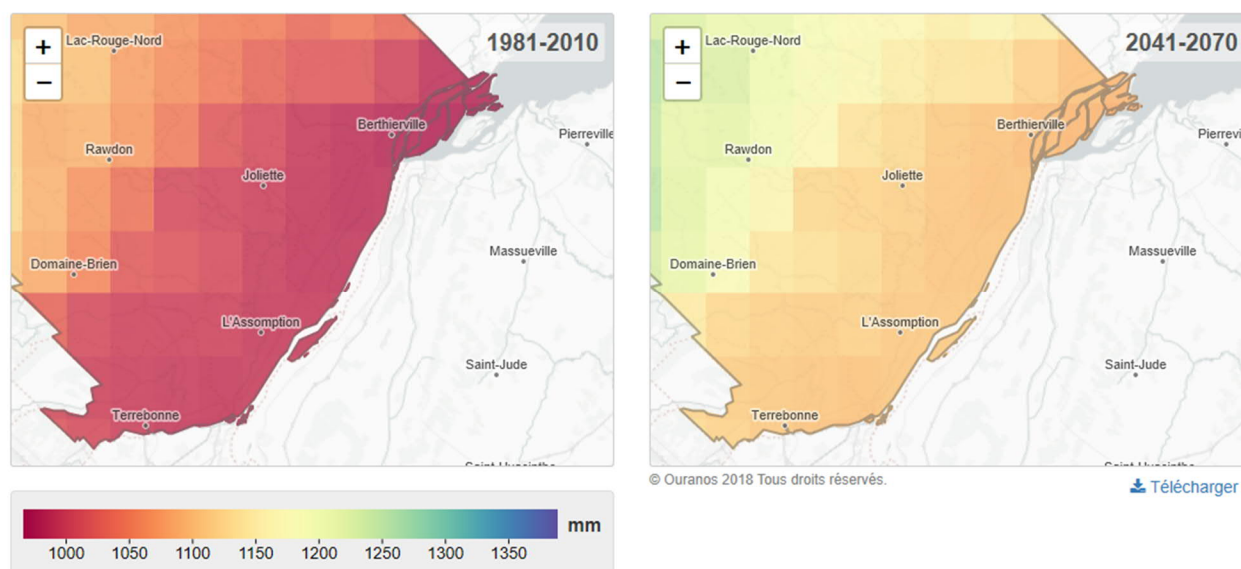 +
−
1981-2010
Lac-Rouge-Nord
Berthierville
Pierreville
Rawdon
Joliette
Massueville
Domaine-Brien
L'Assomption
Saint-Jude
Terrebonne
+
−
2041-2070
Lac-Rouge-Nord
Berthierville
Pierrevi
Rawdon
Joliette
Massueville
Domaine-Brien
L'Assomption
Saint-Jude
Terrebonne
© Ouranos 2018 Tous droits réservés.
Télécharger
mm
1000 1050 1100 1150 1200 1250 1300 1350